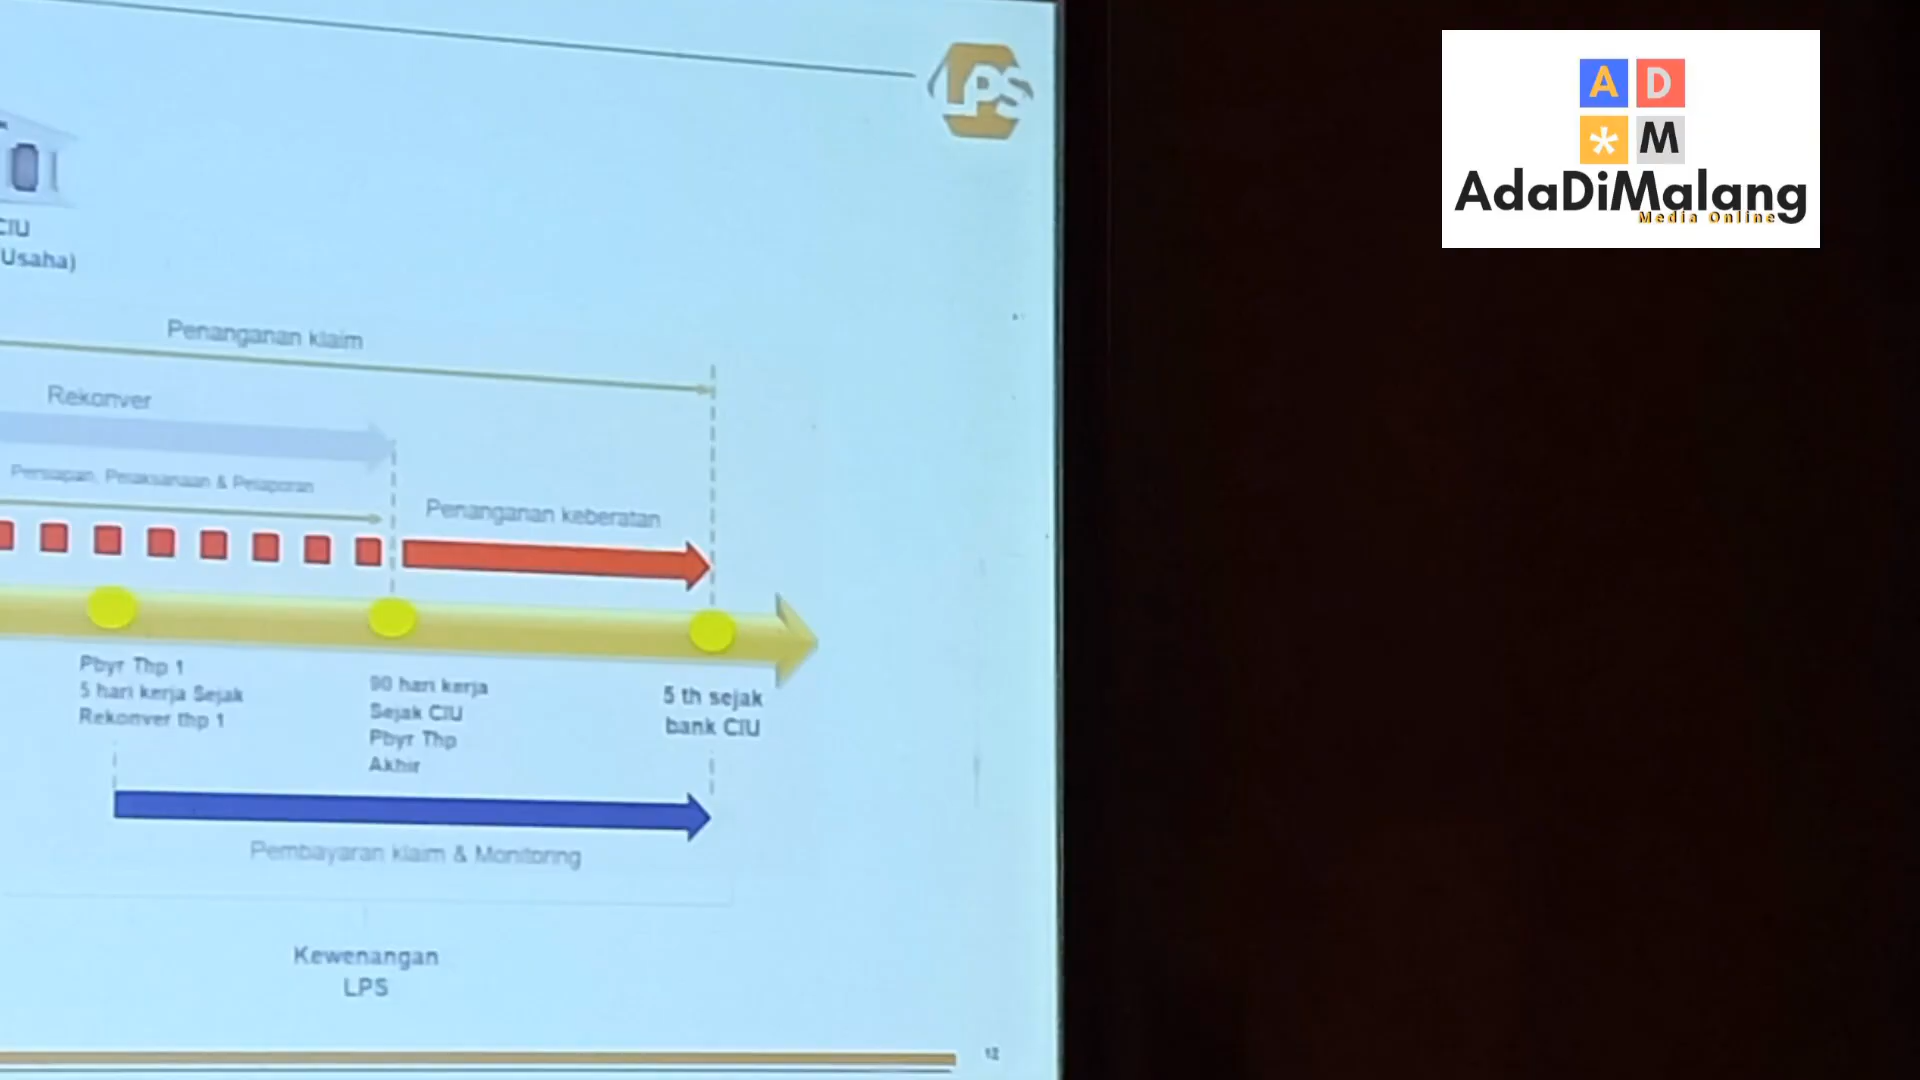 LPS
A D
* M
AdaDiMalang
Media Online
CIU
Usaha)
Penanganan klaim
Rekonver
Persiapan, Pelaksanaan & Pelaporan
Penanganan keberatan
Pbyr Thp 1
5 hari kerja Sejak
Rekonver thp 1
90 hari kerja
Sejak CIU
Pbyr Thp
Akhir
5 th sejak
bank CIU
Pembayaran klaim & Monitoring
Kewenangan
LPS
12